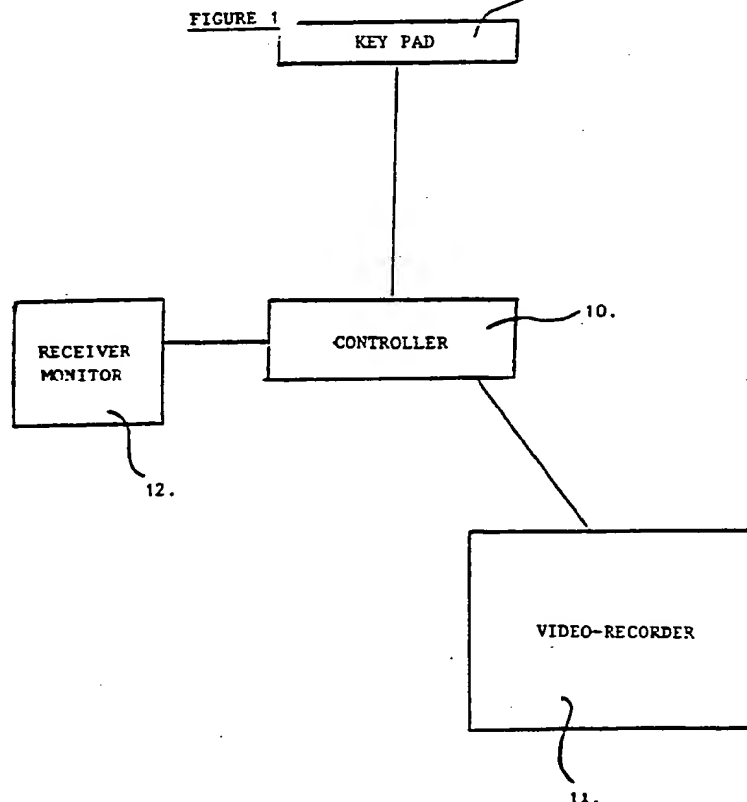 FIGURE 1
KEY PAD
CONTROLLER
10.
RECEIVER
MONITOR
12.
VIDEO-RECORDER
11.